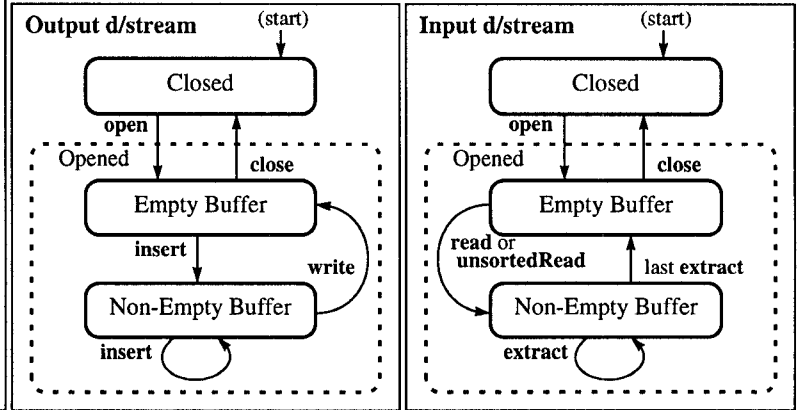 Output d/stream
(start)
Closed
open
Opened
close
Empty Buffer
insert
write
Non-Empty Buffer
insert
Input d/stream
(start)
Closed
open
Opened
close
Empty Buffer
read or
unsortedRead
last extract
Non-Empty Buffer
extract